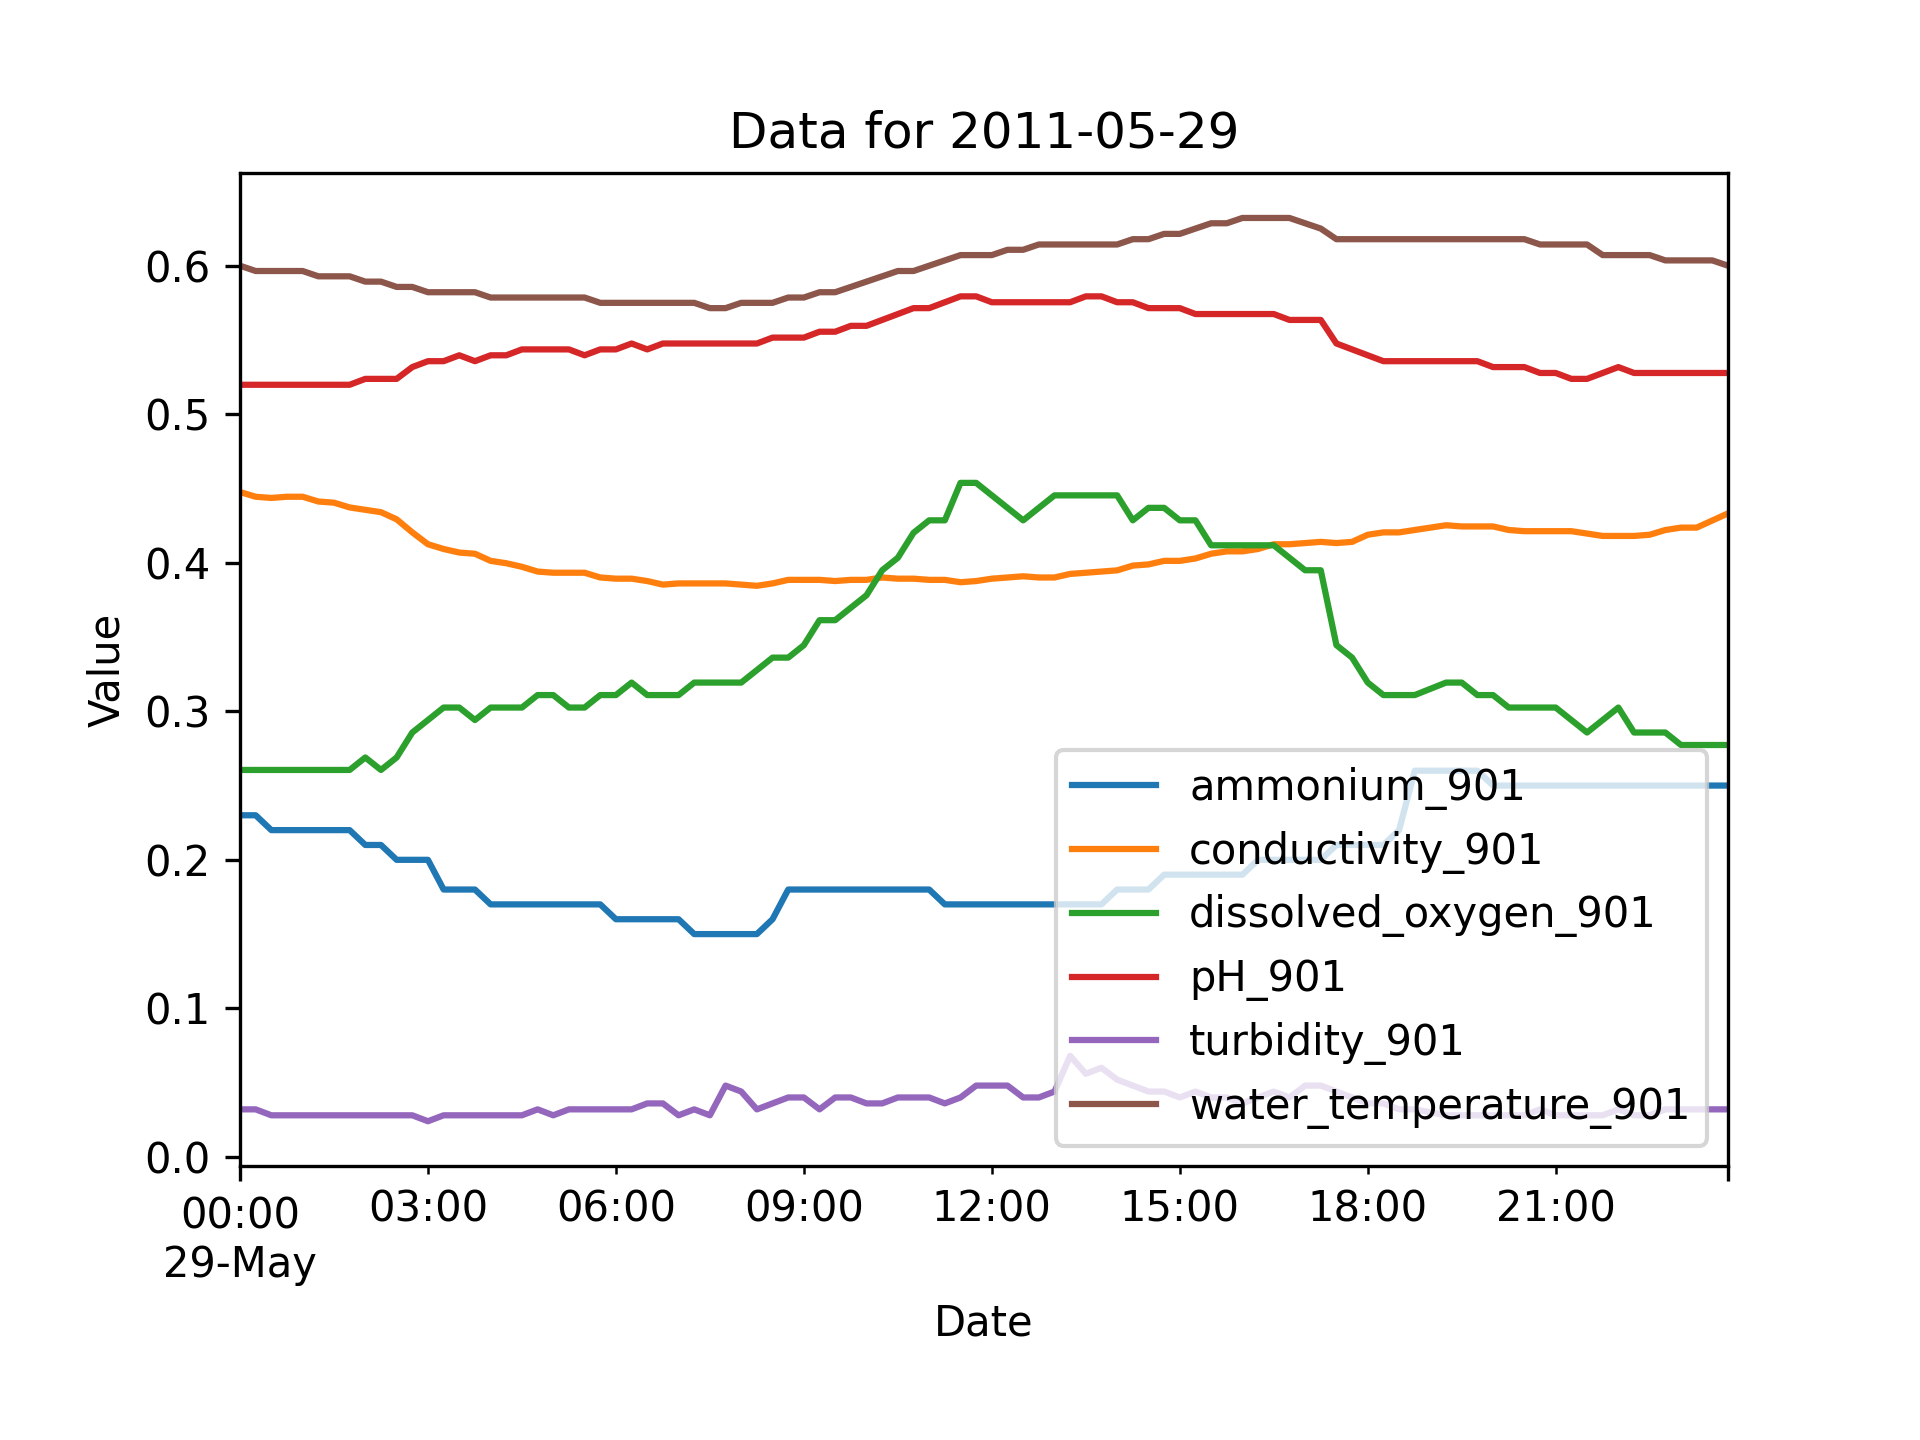 Data for 2011-05-29
Value
0.6
0.5
0.4
0.3
0.2
0.1
0.0
ammonium_901
conductivity_901
dissolved_oxygen_901
pH_901
turbidity_901
water_temperature_901
00:00 03:00 06:00 09:00 12:00 15:00 18:00 21:00
29-May
Date